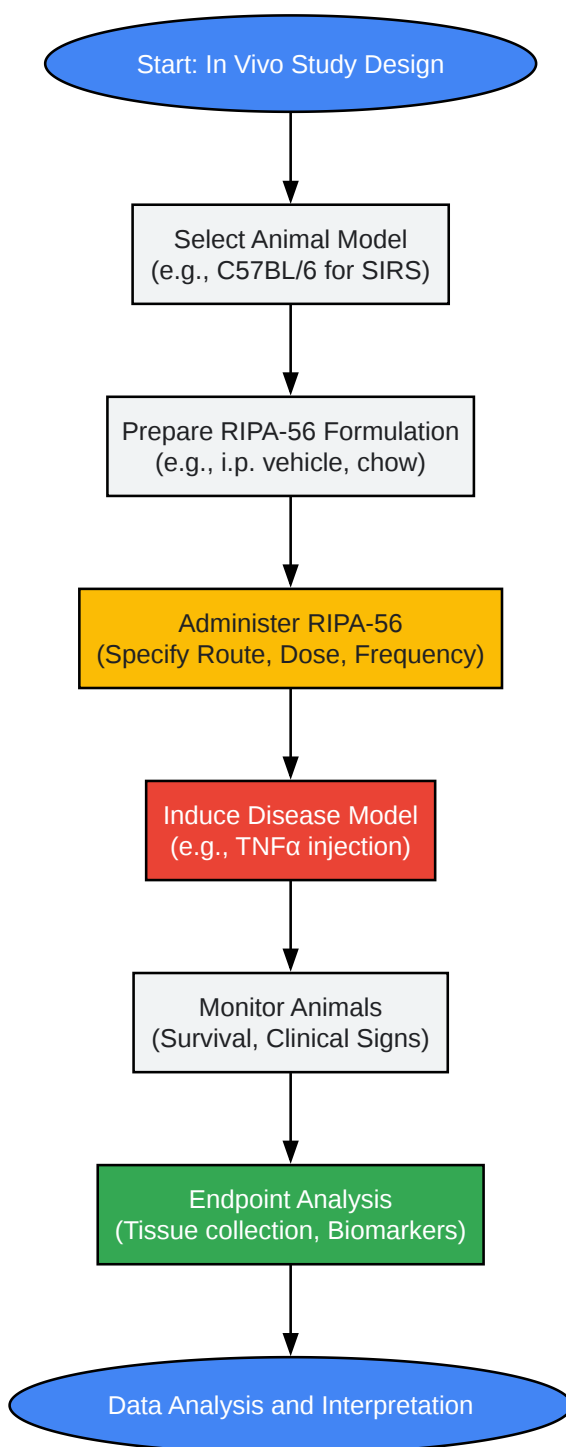 Start: In Vivo Study Design
Select Animal Model
(e.g., C57BL/6 for SIRS)
Prepare RIPA-56 Formulation
(e.g., i.p. vehicle, chow)
Administer RIPA-56
(Specify Route, Dose, Frequency)
Induce Disease Model
(e.g., TNFα injection)
Monitor Animals
(Survival, Clinical Signs)
Endpoint Analysis
(Tissue collection, Biomarkers)
Data Analysis and Interpretation